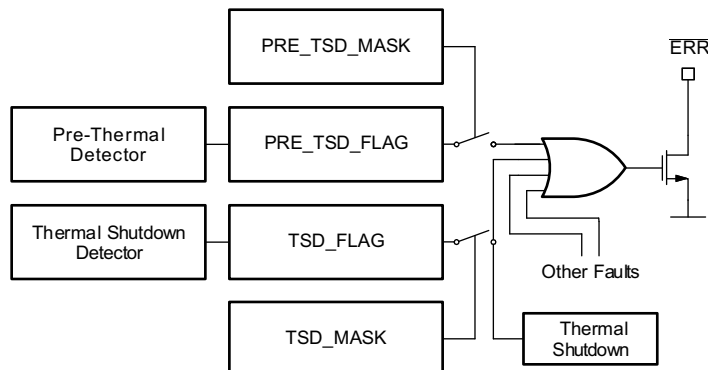 PRE_TSD_MASK
ERR
Pre-Thermal
Detector
PRE_TSD_FLAG
Thermal Shutdown
Detector
TSD_FLAG
Other Faults
TSD_MASK
Thermal
Shutdown